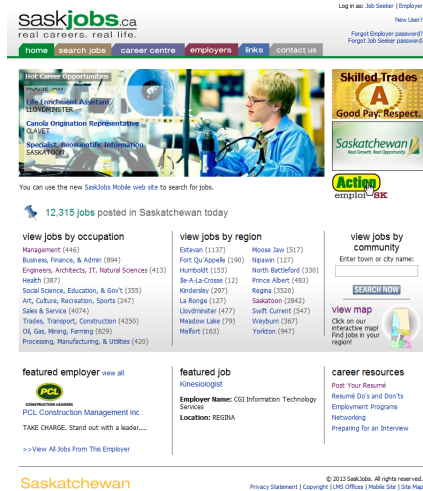 Log in as: Job Seeker | Employer
saskjobs.ca
real careers. real life.
New User?
Forgot Employer password?
Forgot Job Seeker password?
home
search jobs
career centre
employers
links
contact us
Hot Career Opportunities
Life Enrichment Assistant
LLOYDMINSTER
Canola Origination Representative
CLAVET
Specialist, Geoscientific Information
SASKATOON
Skilled Trades
A
Good Pay. Respect.
Saskatchewan
Real Growth. Real Opportunity.
Action
emploi SK
You can use the new SaskJobs Mobile web site to search for jobs.
12,315 jobs posted in Saskatchewan today
view jobs by occupation
Management (446)
Business, Finance, & Admin (894)
Engineers, Architects, IT, Natural Sciences (413)
Health (387)
Social Science, Education, & Gov't (355)
Art, Culture, Recreation, Sports (247)
Sales & Service (4074)
Trades, Transport, Construction (4250)
Oil, Gas, Mining, Farming (829)
Processing, Manufacturing, & Utilities (420)
view jobs by region
Estevan (1137)
Fort Qu'Appelle (190)
Humboldt (153)
Ile-A-La-Crosse (12)
Kindersley (297)
La Ronge (127)
Lloydminster (477)
Meadow Lake (79)
Melfort (163)
Moose Jaw (517)
Nipawin (127)
North Battleford (330)
Prince Albert (483)
Regina (3520)
Saskatoon (2842)
Swift Current (547)
Weyburn (367)
Yorkton (947)
view jobs by
community
Enter town or city name:
SEARCH NOW
view map
Click on our
interactive map!
Find jobs in your
region!
featured employer view all
PCL
CONSTRUCTION LEADERS
PCL Construction Management Inc.
TAKE CHARGE. Stand out with a leader.....
>>View All Jobs From This Employer
featured job
Kinesiologist
Employer Name: CGI Information Technology
Services
Location: REGINA
career resources
Post Your Resumé
Resumé Do's and Don'ts
Employment Programs
Networking
Preparing for an Interview
Saskatchewan
© 2013 SaskJobs. All rights reserved.
Privacy Statement | Copyright | LMS Offices | Mobile Site | Site Map